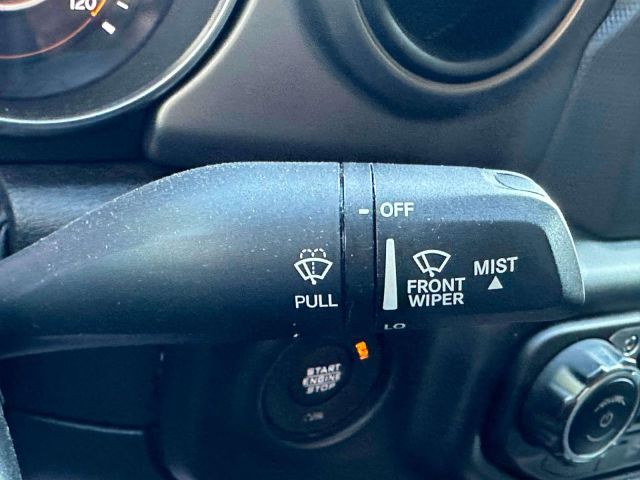 120
OFF
PULL
FRONT
WIPER
MIST
LO
START
ENGINE
STOP